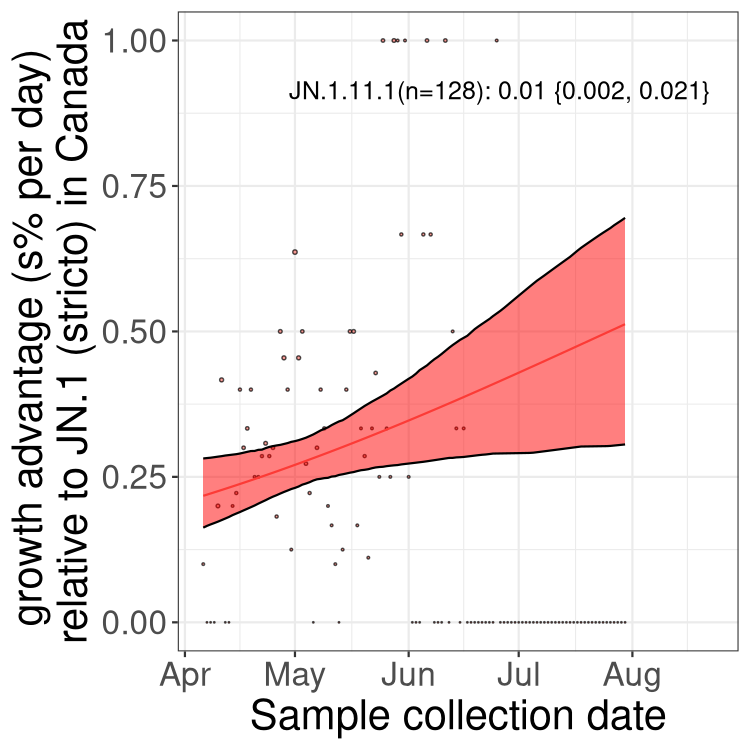 growth advantage (s% per day)
relative to JN.1 (stricto) in Canada
1.00
0.75
0.50
0.25
0.00
JN.1.11.1(n=128): 0.01 {0.002, 0.021}
Apr May Jun Jul Aug
Sample collection date